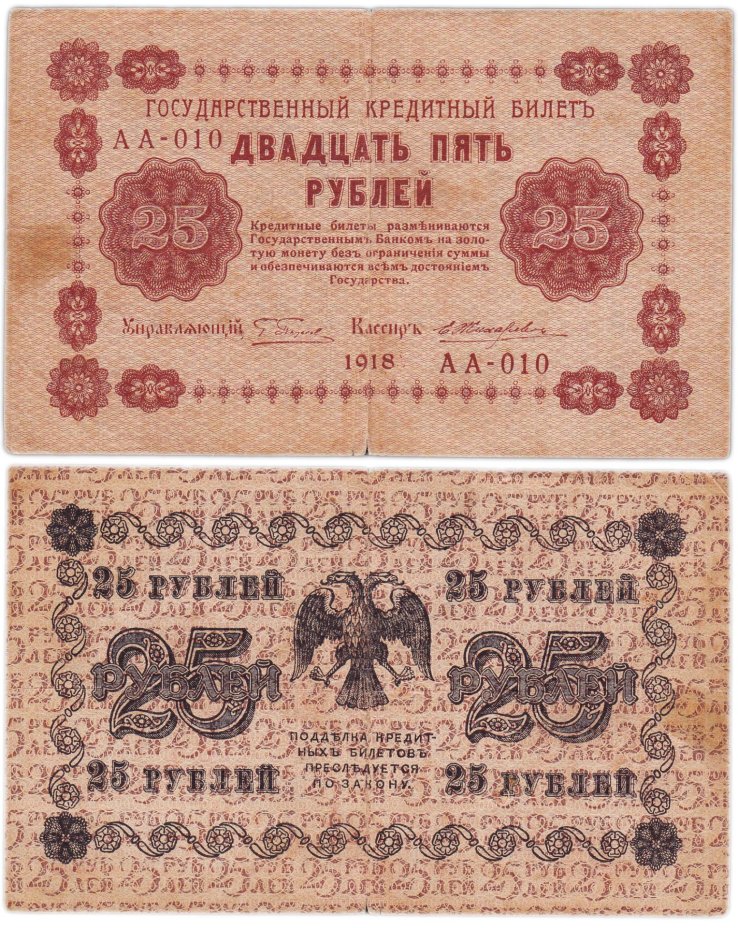 ГОСУДАРСТВЕННЫЙ КРЕДИТНЫЙ БИЛЕТЪ
АА-010
ДВАДЦАТЬ ПЯТЬ
РУБЛЕЙ
25
25
Кредитные билеты размѣниваются
Государственнымъ Банкомъ на золо-
тую монету безъ ограниченія суммы
и обезпечиваются всѣмъ достояніемъ
Государства.
Управляющій
Кассиръ
1918
АА-010
25 РУБЛЕЙ
25 РУБЛЕЙ
25 РУБЛЕЙ
25 РУБЛЕЙ
ПОДДѢЛКА КРЕДИТ-
НЫХЪ БИЛЕТОВЪ
ПРЕСЛѢДУЕТСЯ
ПО ЗАКОНУ.
25 РУБЛЕЙ
25 РУБЛЕЙ